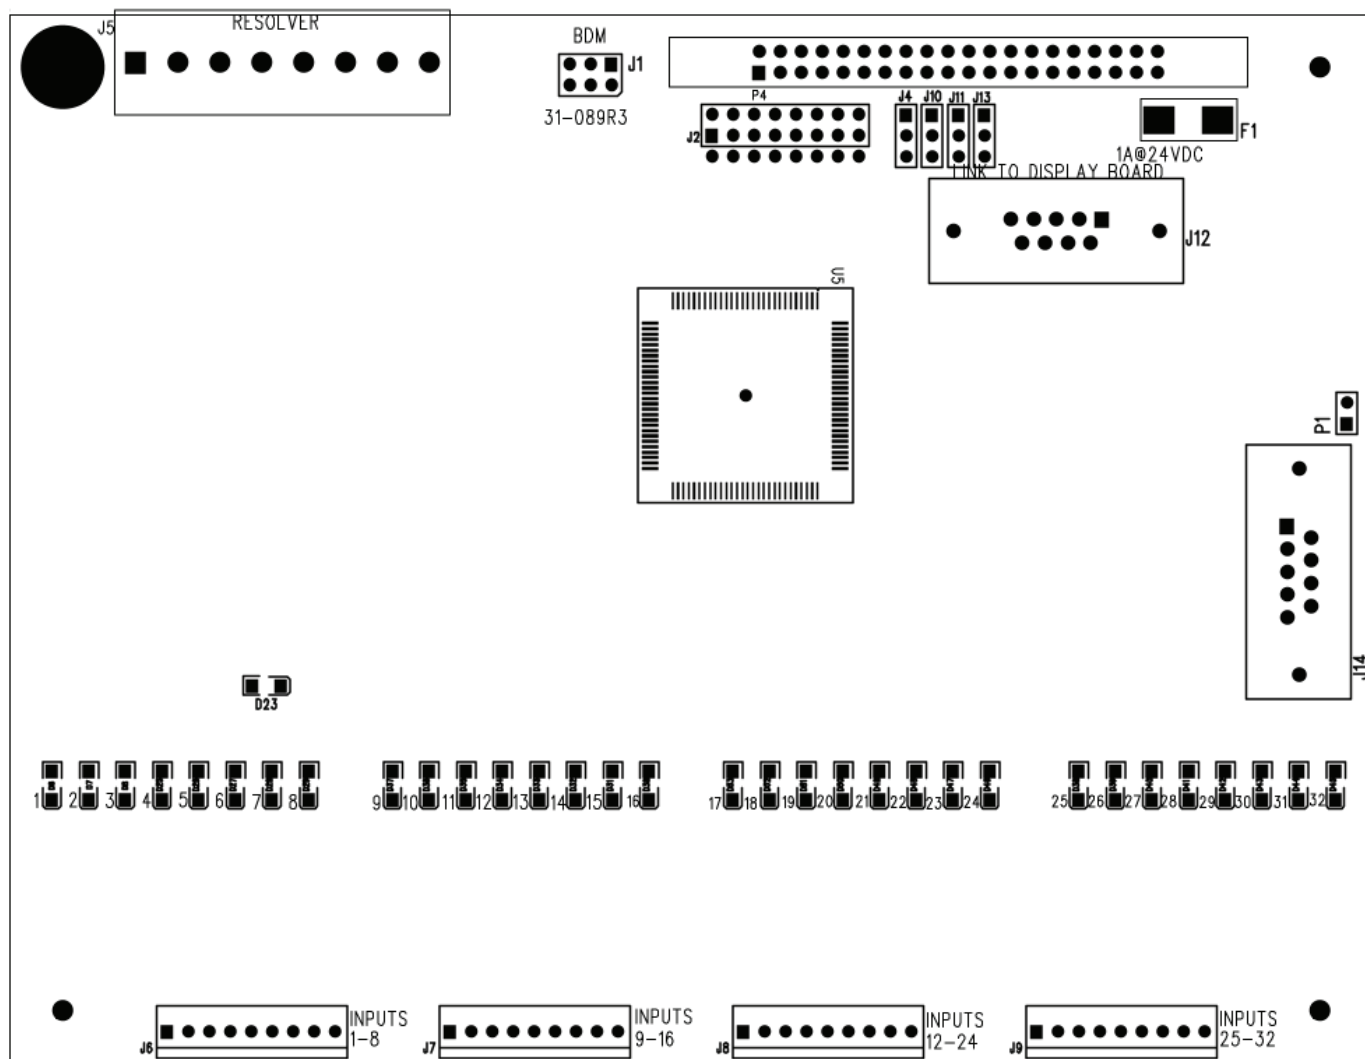 J5
RESOLVER
BDM
J1
31-089R3
P4
J2
J4
J10
J11
J13
F1
1A@24VDC
LINK TO DISPLAY BOARD
J12
U5
P1
J14
D23
1 2 3 4 5 6 7 8 9 10 11 12 13 14 15 16 17 18 19 20 21 22 23 24 25 26 27 28 29 30 31 32
J6
INPUTS
1-8
J7
INPUTS
9-16
J8
INPUTS
12-24
J9
INPUTS
25-32